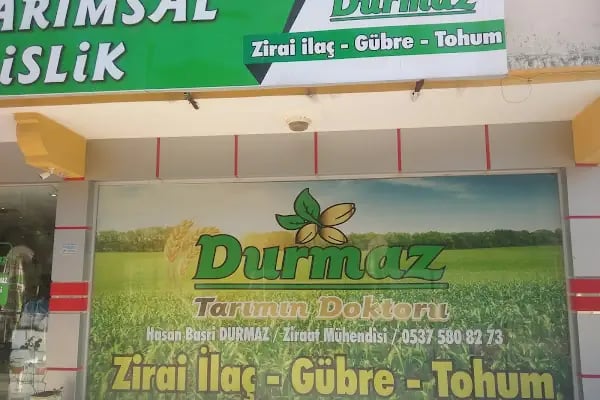 ARIMSAL
Durmaz
İSLİK
Zirai ilaç - Gübre - Tohum
Durmaz
Tarımın Doktoru
Hasan Basri DURMAZ / Ziraat Mühendisi / 0537 580 82 73
Zirai İlaç - Gübre - Tohum